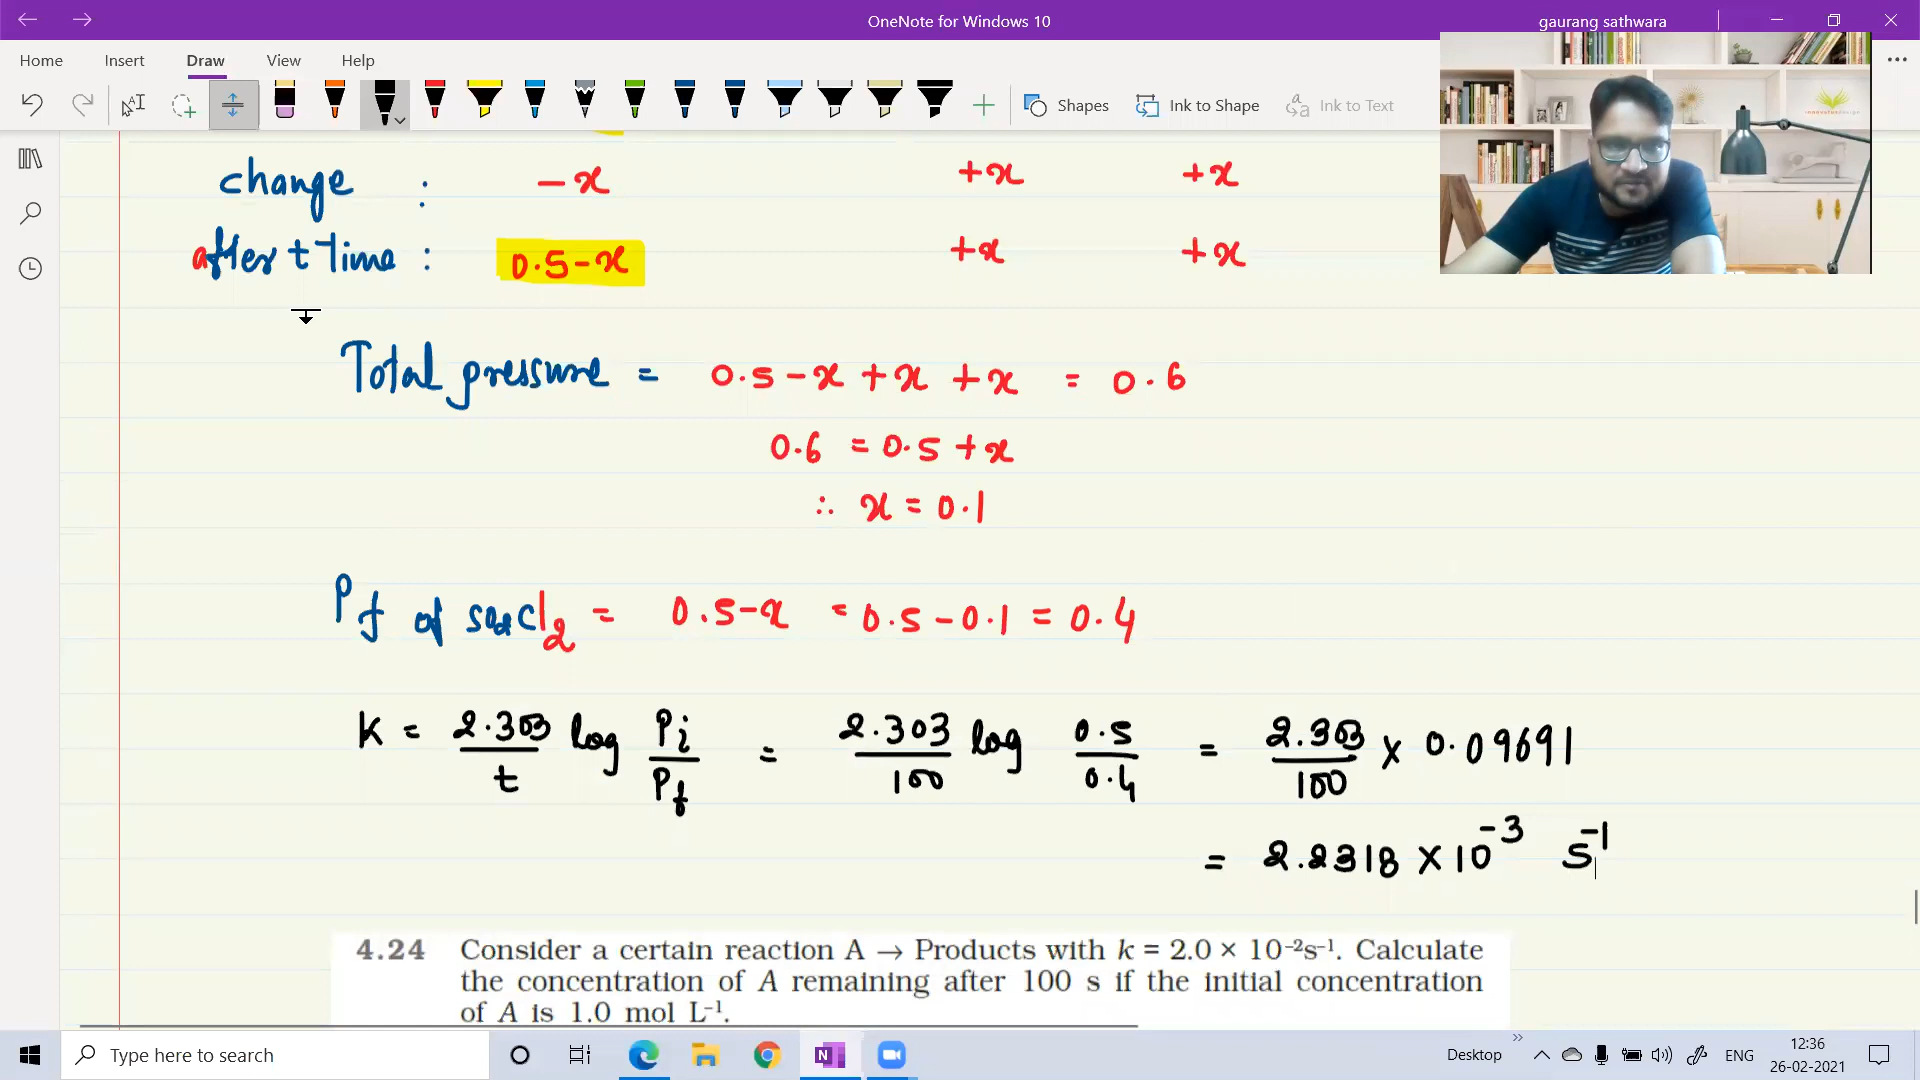 OneNote for Windows 10
gaurang sathwara
Home Insert Draw View Help
Shapes Ink to Shape Ink to Text
change : -x +x +x
after t time : 0.5-x +x +x
Total pressure = 0.5-x+x+x = 0.6
0.6 = 0.5+x
∴ x = 0.1
Pf of so2cl2 = 0.5-x = 0.5-0.1 = 0.4
K = 2.303/t log Pi/Pf = 2.303/100 log 0.5/0.4 = 2.303/100 × 0.09691
= 2.2318 × 10⁻³ S⁻¹
4.24 Consider a certain reaction A → Products with k = 2.0 × 10⁻²s⁻¹. Calculate
the concentration of A remaining after 100 s if the initial concentration
of A is 1.0 mol L⁻¹.
Type here to search
Desktop
ENG
12:36
26-02-2021